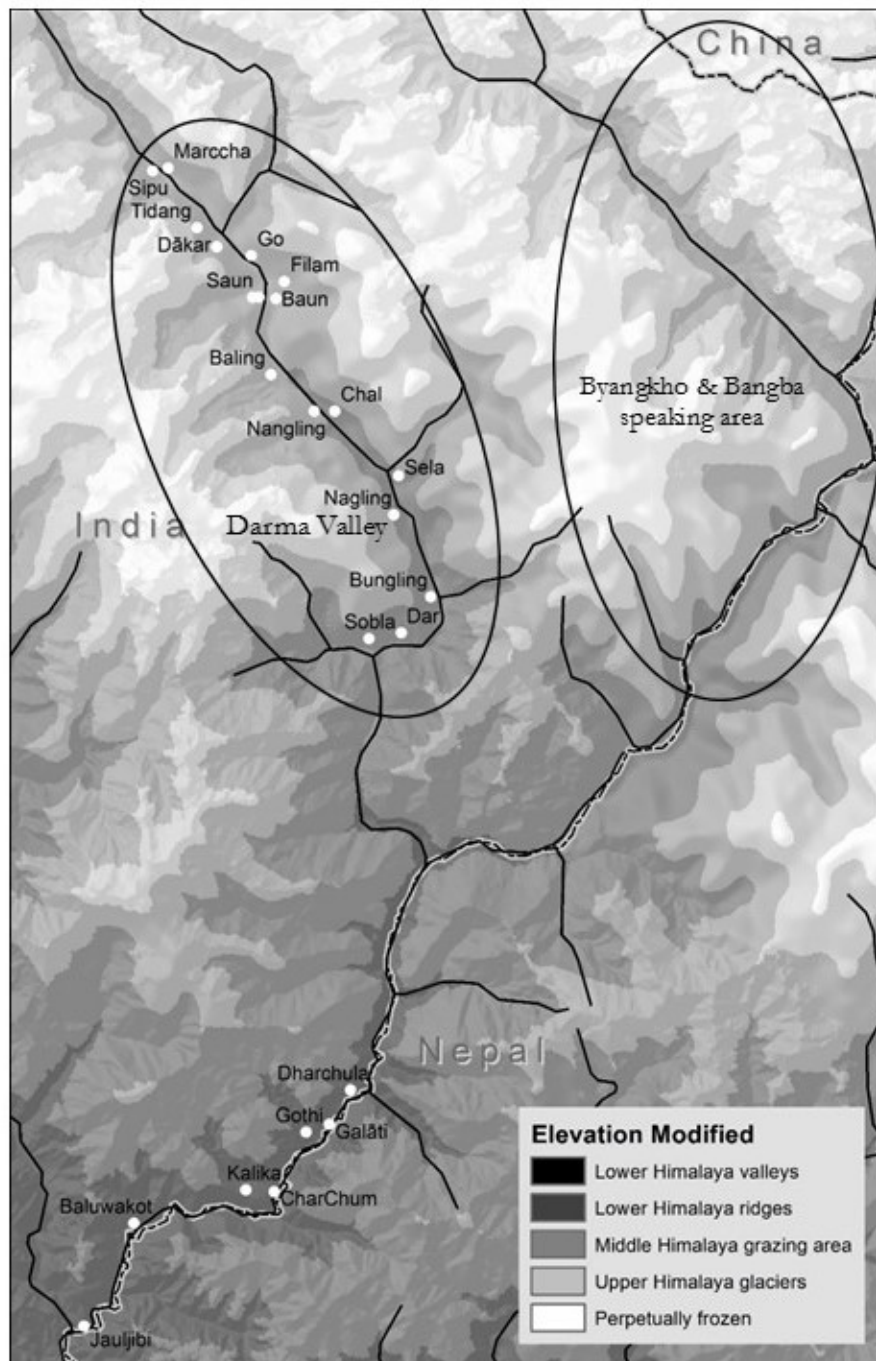 China
Marccha
Sipu
Tidang
Dākar
Go
Filam
Saun
Baun
Baling
Chal
Nangling
Byangkho & Bangba
speaking area
Sela
Nagling
India
Darma Valley
Bungling
Dar
Sobla
Nepal
Dharchula
Gothi
Galāti
Kalika
CharChum
Baluwakot
Jauljibi
Elevation Modified
Lower Himalaya valleys
Lower Himalaya ridges
Middle Himalaya grazing area
Upper Himalaya glaciers
Perpetually frozen